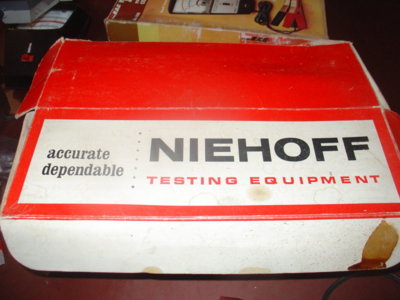 accurate
dependable
NIEHOFF
TESTING EQUIPMENT